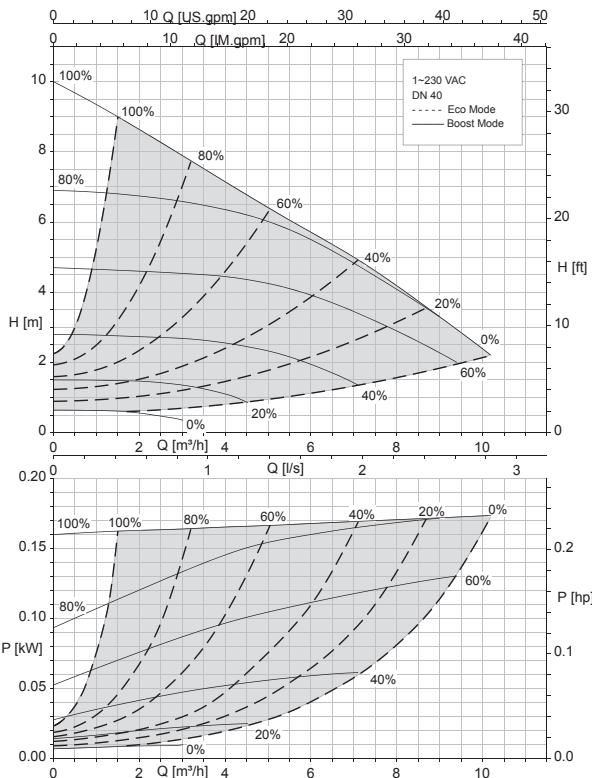 0 10 20 30 40 50
Q [US.gpm]
0 10 20 30 40
Q [IM.gpm]
10 100%
1~230 VAC
DN 40
Eco Mode
Boost Mode
100% 30
8 80%
80%
6 60% 20
40% H [ft]
4
20%
H [m] 0% 10
2
60%
40%
20%
0%
0 0
2 4 6 8 10
Q [m³/h]
0 1 2 3
Q [l/s]
0.20
100% 100% 80% 60% 40% 20% 0%
0.15 0.2
80% 60%
0.10 P [hp]
P [kW] 0.1
40%
0.05
20%
0%
0.00 0.0
0 2 4 6 8 10
Q [m³/h]